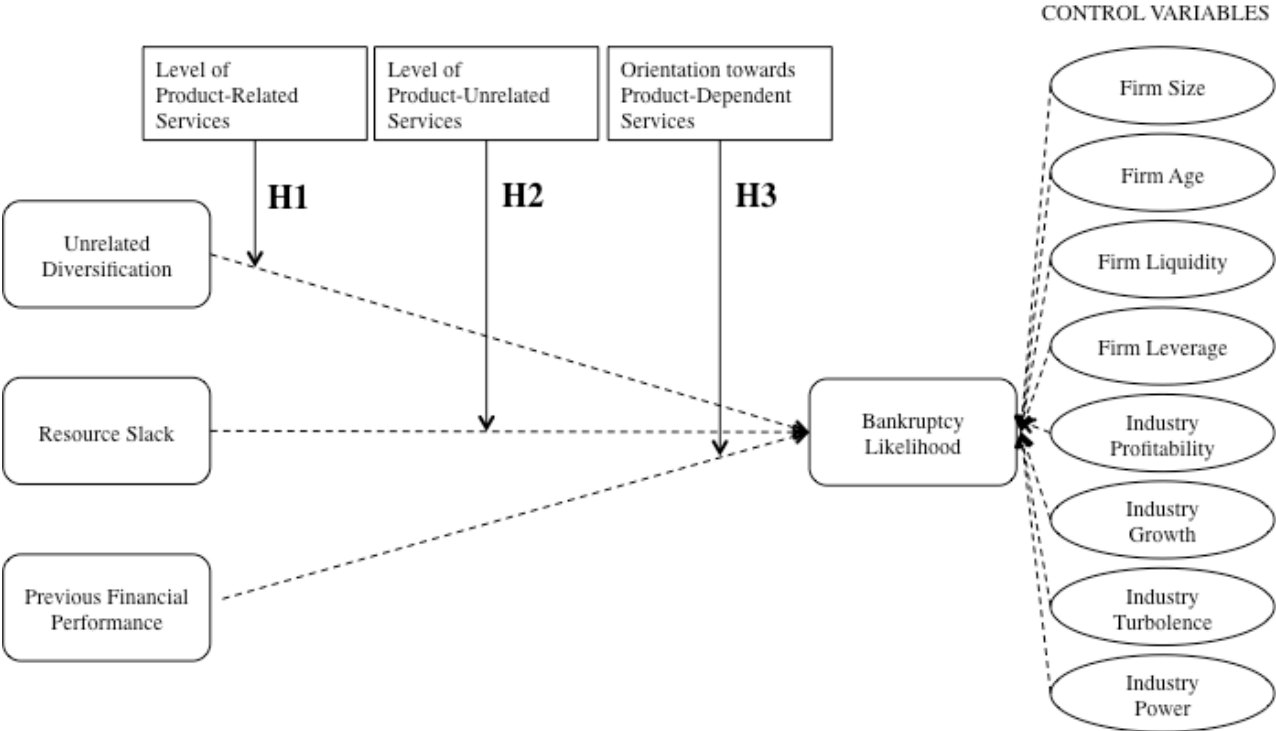 CONTROL VARIABLES
Level of
Product-Related
Services
Level of
Product-Unrelated
Services
Orientation towards
Product-Dependent
Services
H1
H2
H3
Unrelated
Diversification
Resource Slack
Previous Financial
Performance
Bankruptcy
Likelihood
Firm Size
Firm Age
Firm Liquidity
Firm Leverage
Industry
Profitability
Industry
Growth
Industry
Turbolence
Industry
Power